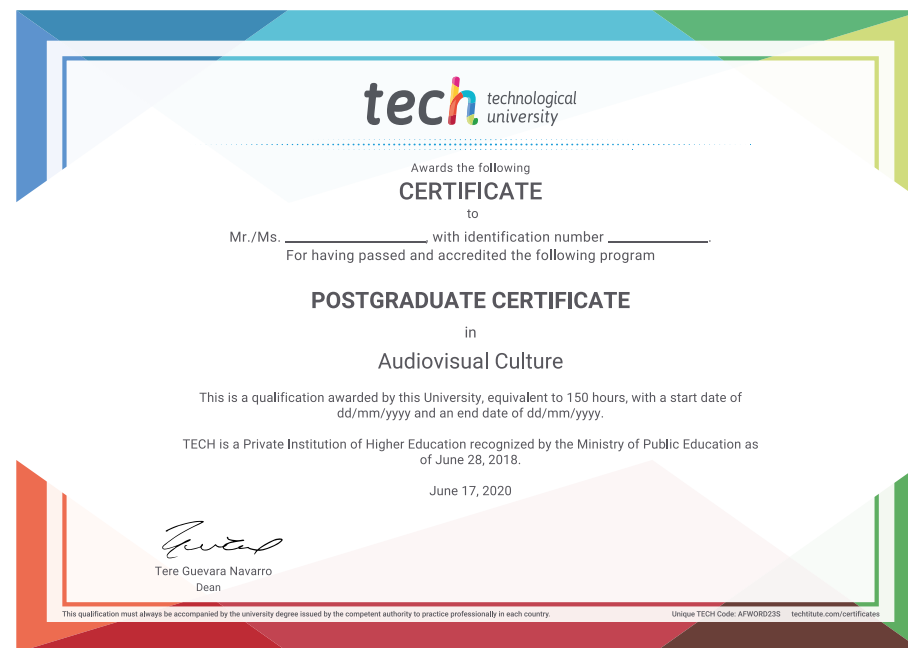 tech technological
university
Awards the following
CERTIFICATE
to
Mr./Ms. ____________, with identification number ____________.
For having passed and accredited the following program
POSTGRADUATE CERTIFICATE
in
Audiovisual Culture
This is a qualification awarded by this University, equivalent to 150 hours, with a start date of
dd/mm/yyyy and an end date of dd/mm/yyyy.
TECH is a Private Institution of Higher Education recognized by the Ministry of Public Education as
of June 28, 2018.
June 17, 2020
Tere Guevara Navarro
Dean
This qualification must always be accompanied by the university degree issued by the competent authority to practice professionally in each country. Unique TECH Code: AFWORD23S techtitute.com/certificates